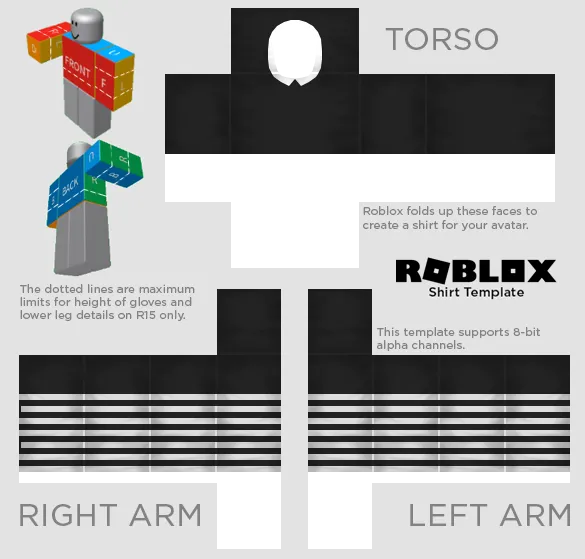 TORSO
FRONT
F
L
U
BACK
R
B
Roblox folds up these faces to
create a shirt for your avatar.
ROBLOX
Shirt Template
The dotted lines are maximum
limits for height of gloves and
lower leg details on R15 only.
This template supports 8-bit
alpha channels.
RIGHT ARM
LEFT ARM